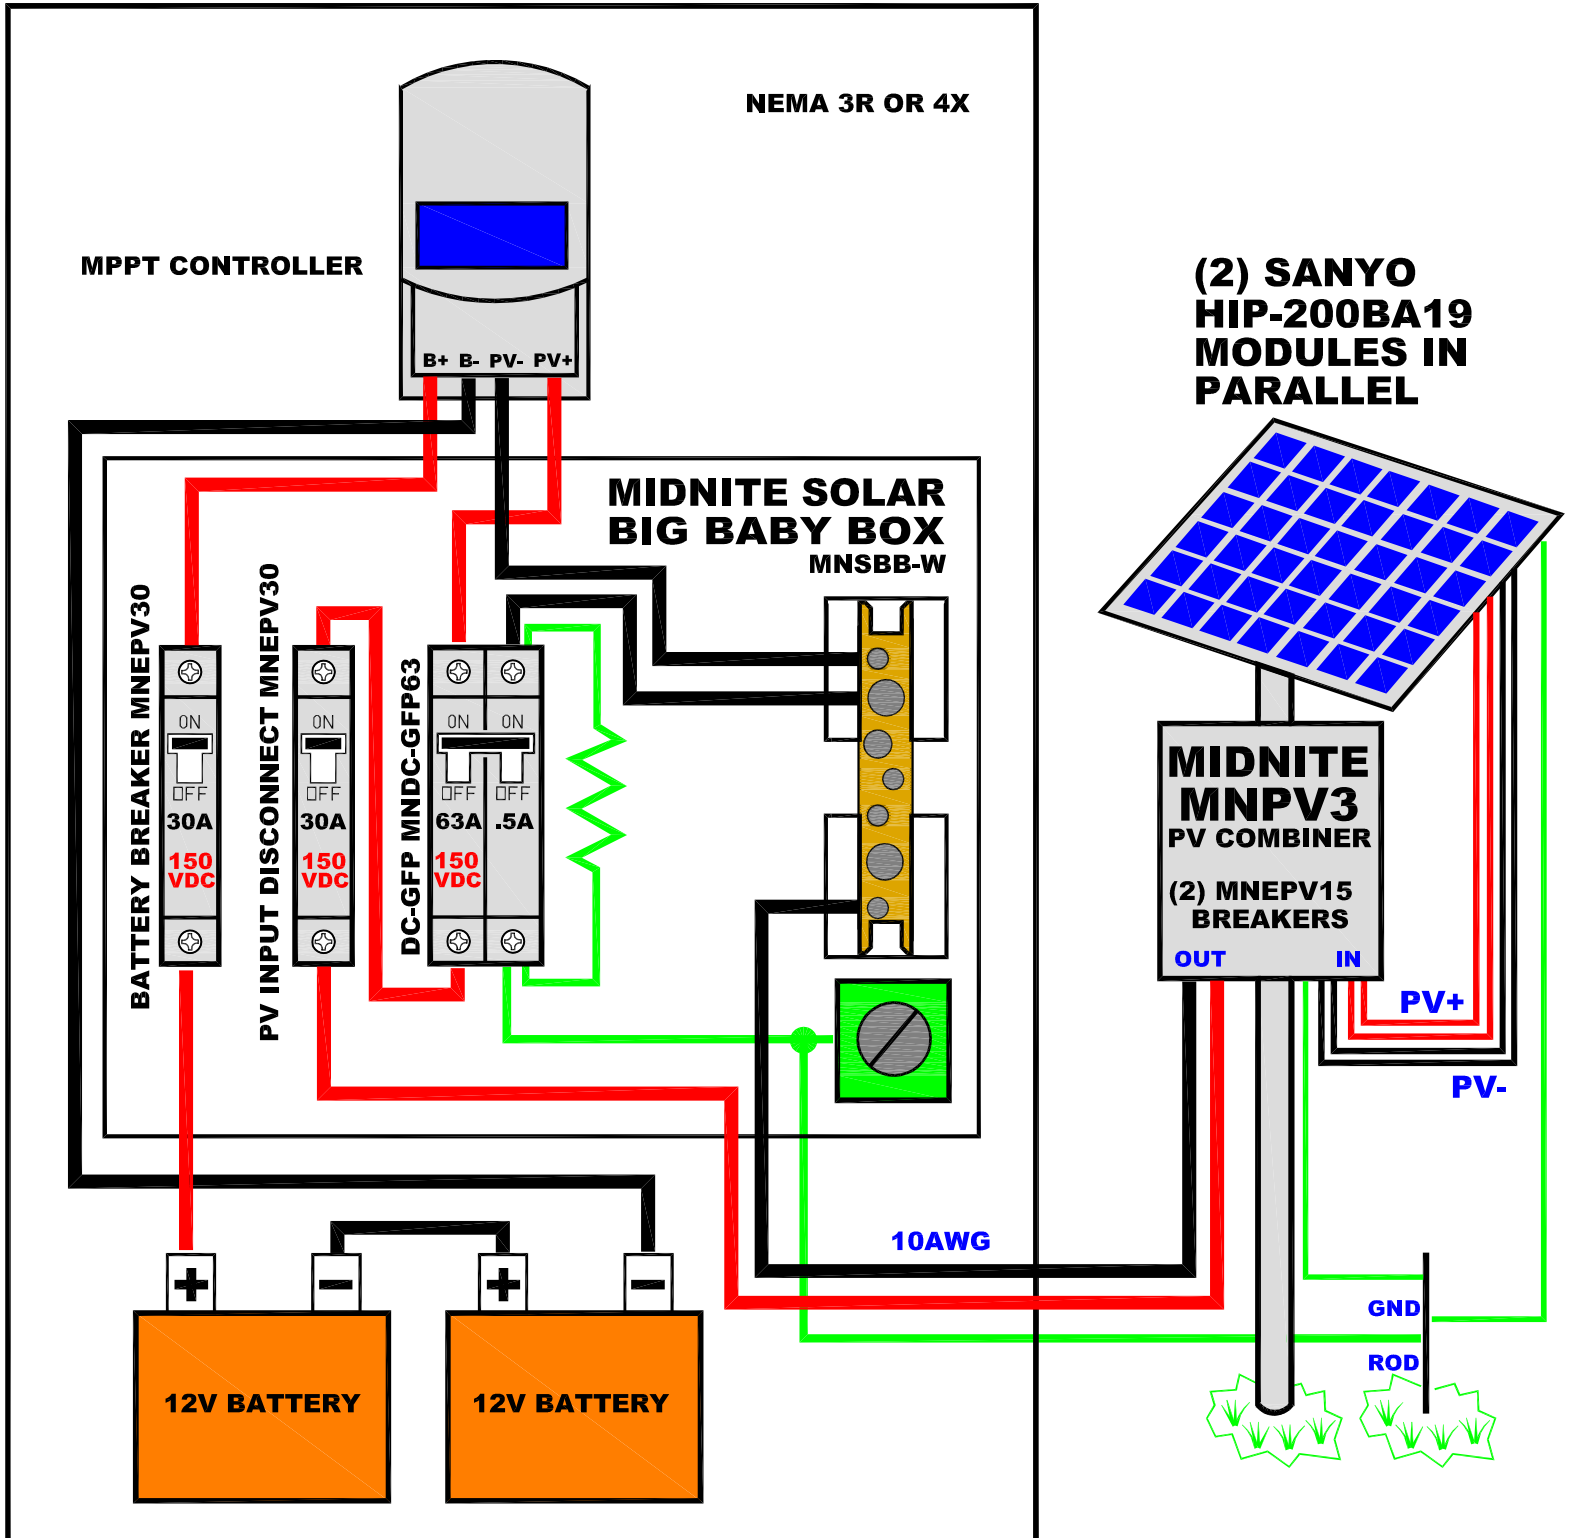 NEMA 3R OR 4X
MPPT CONTROLLER
B+ B- PV- PV+
(2) SANYO
HIP-200BA19
MODULES IN
PARALLEL
MIDNITE SOLAR
BIG BABY BOX
MNSBB-W
BATTERY BREAKER MNEPV30
ON
OFF
30A
150
VDC
PV INPUT DISCONNECT MNEPV30
ON
OFF
30A
150
VDC
DC-GFP MNDC-GFP63
ON ON
OFF OFF
63A .5A
150
VDC
MIDNITE
MNPV3
PV COMBINER
(2) MNEPV15
BREAKERS
OUT IN
PV+
PV-
10AWG
GND
ROD
+ - + -
12V BATTERY
12V BATTERY